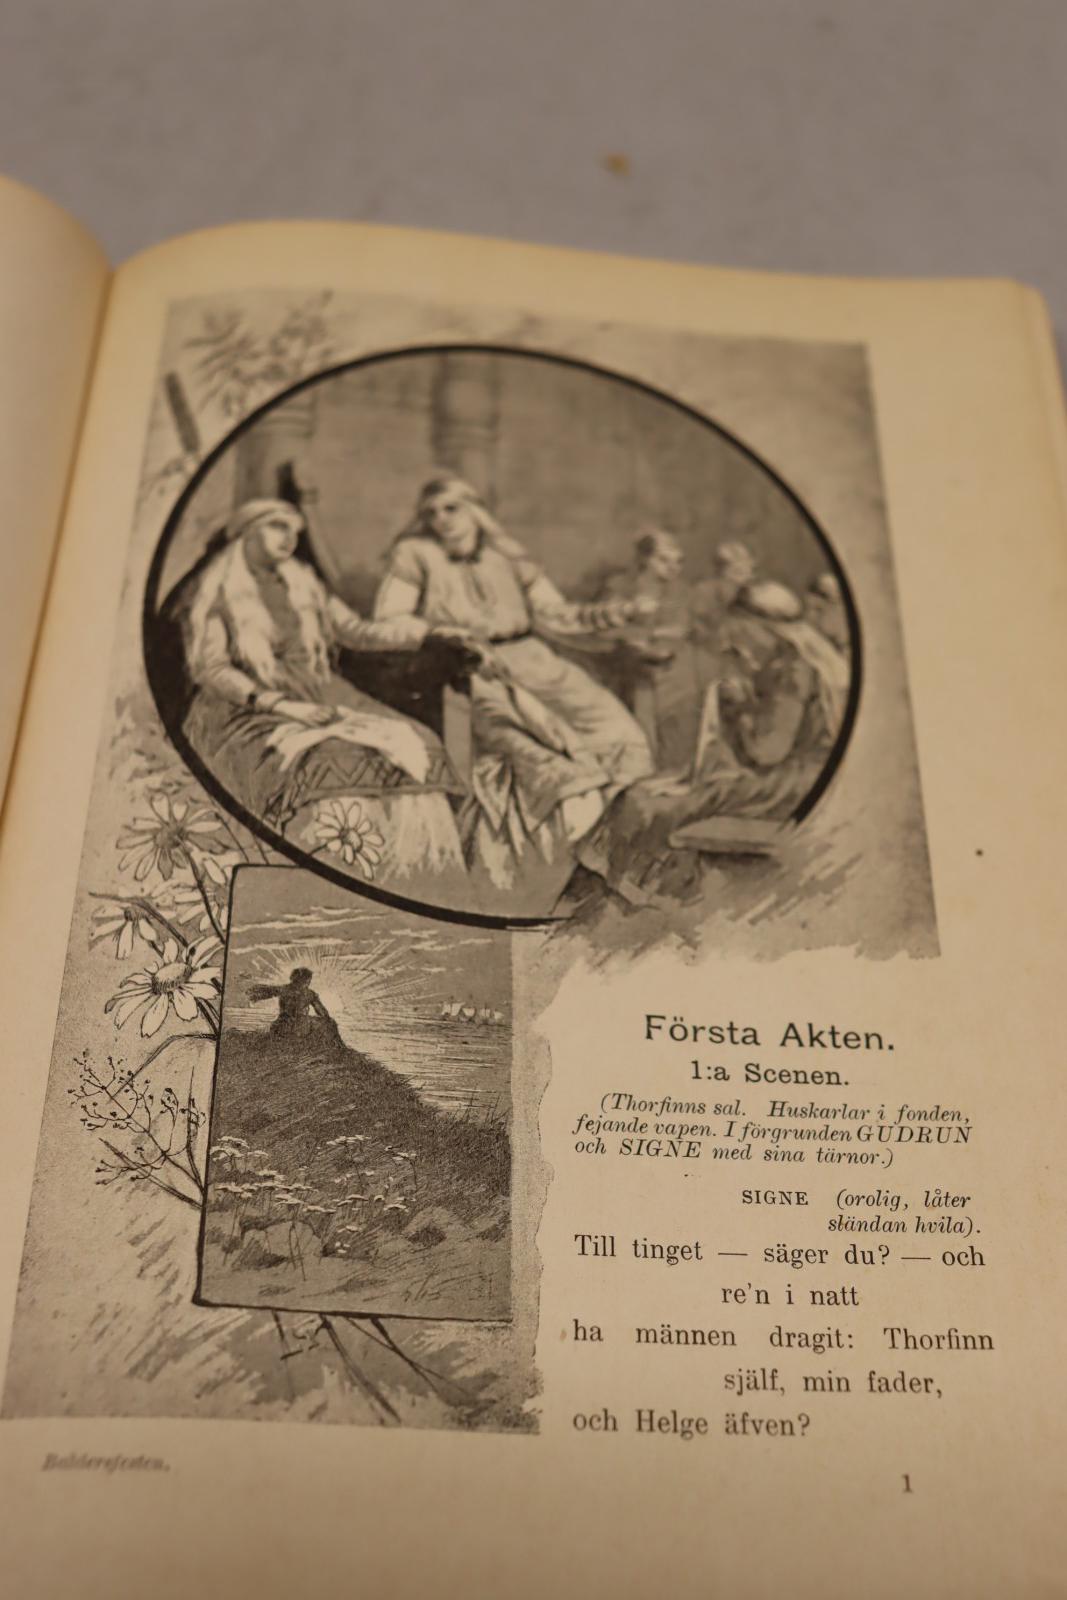 Första Akten.
1:a Scenen.
(Thorfinns sal. Huskarlar i fonden,
fejande vapen. I förgrunden GUDRUN
och SIGNE med sina tärnor.)
SIGNE (orolig, låter
sländan hvila).
Till tinget — säger du? — och
re'n i natt
ha männen dragit: Thorfinn
själf, min fader,
och Helge äfven?
Baldersfesten.
1